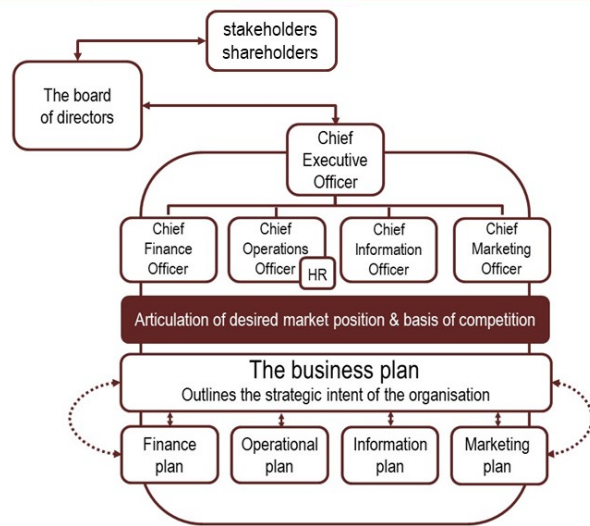 stakeholders
shareholders
The board
of directors
Chief
Executive
Officer
Chief
Finance
Officer
Chief
Operations
Officer
HR
Chief
Information
Officer
Chief
Marketing
Officer
Articulation of desired market position & basis of competition
The business plan
Outlines the strategic intent of the organisation
Finance
plan
Operational
plan
Information
plan
Marketing
plan